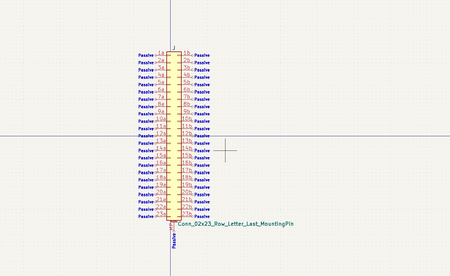 J
Passive 1a 1b Passive
Passive 2a 2b Passive
Passive 3a 3b Passive
Passive 4a 4b Passive
Passive 5a 5b Passive
Passive 6a 6b Passive
Passive 7a 7b Passive
Passive 8a 8b Passive
Passive 9a 9b Passive
Passive 10a 10b Passive
Passive 11a 11b Passive
Passive 12a 12b Passive
Passive 13a 13b Passive
Passive 14a 14b Passive
Passive 15a 15b Passive
Passive 16a 16b Passive
Passive 17a 17b Passive
Passive 18a 18b Passive
Passive 19a 19b Passive
Passive 20a 20b Passive
Passive 21a 21b Passive
Passive 22a 22b Passive
Passive 23a 23b Passive
Conn_02x23_Row_Letter_Last_MountingPin
Passive